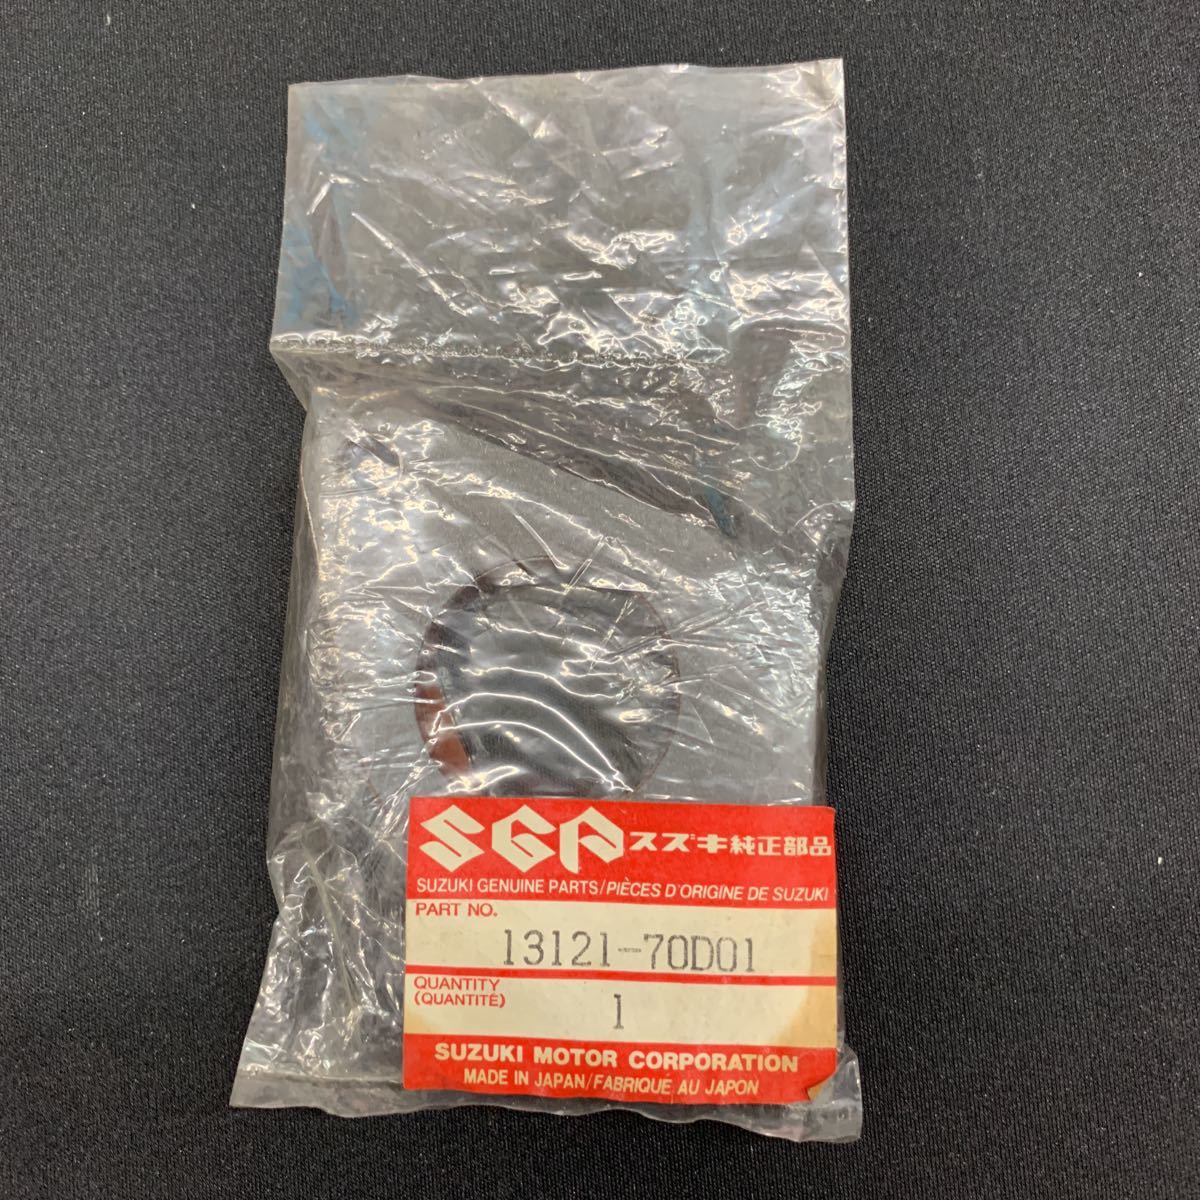 SGP スズキ純正部品
SUZUKI GENUINE PARTS/PIÈCES D'ORIGINE DE SUZUKI
PART NO.
13121-70D01
QUANTITY
(QUANTITÉ)
1
SUZUKI MOTOR CORPORATION
MADE IN JAPAN/FABRIQUÉ AU JAPON